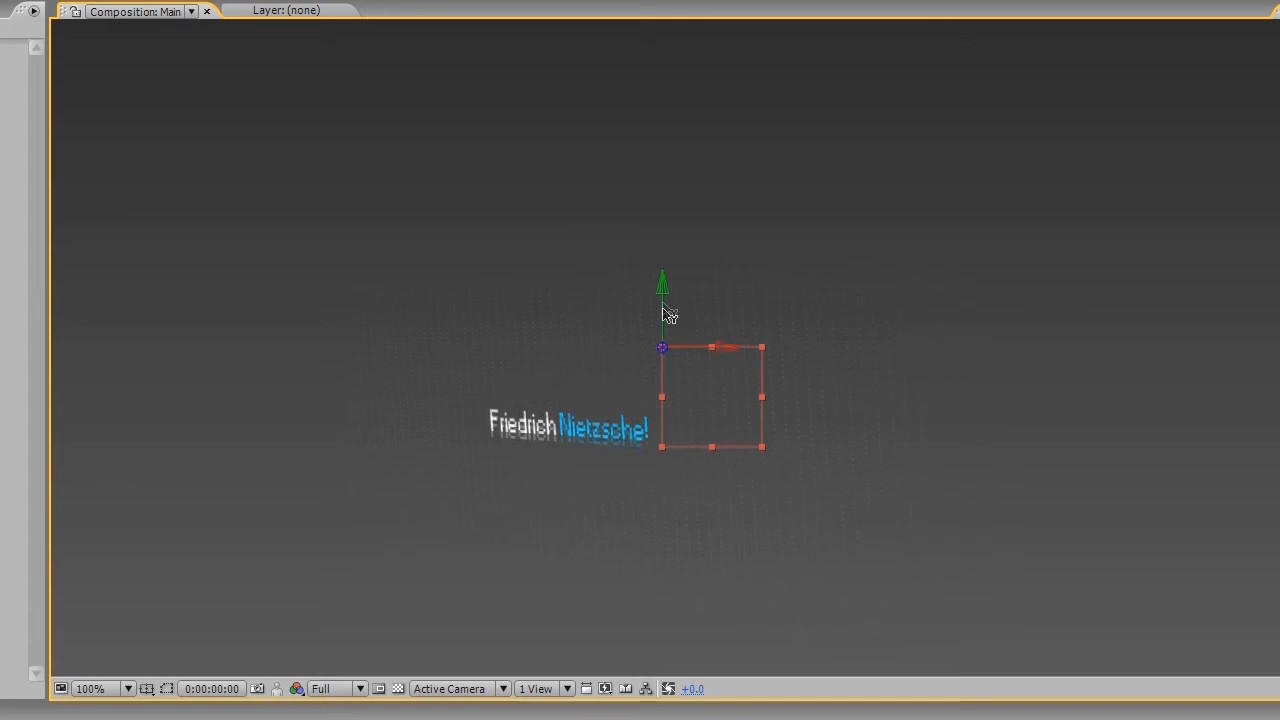 Composition: Main
Layer: (none)
Friedrich Nietzsche!
100%
0:00:00:00
Full
Active Camera
1 View
+0.0